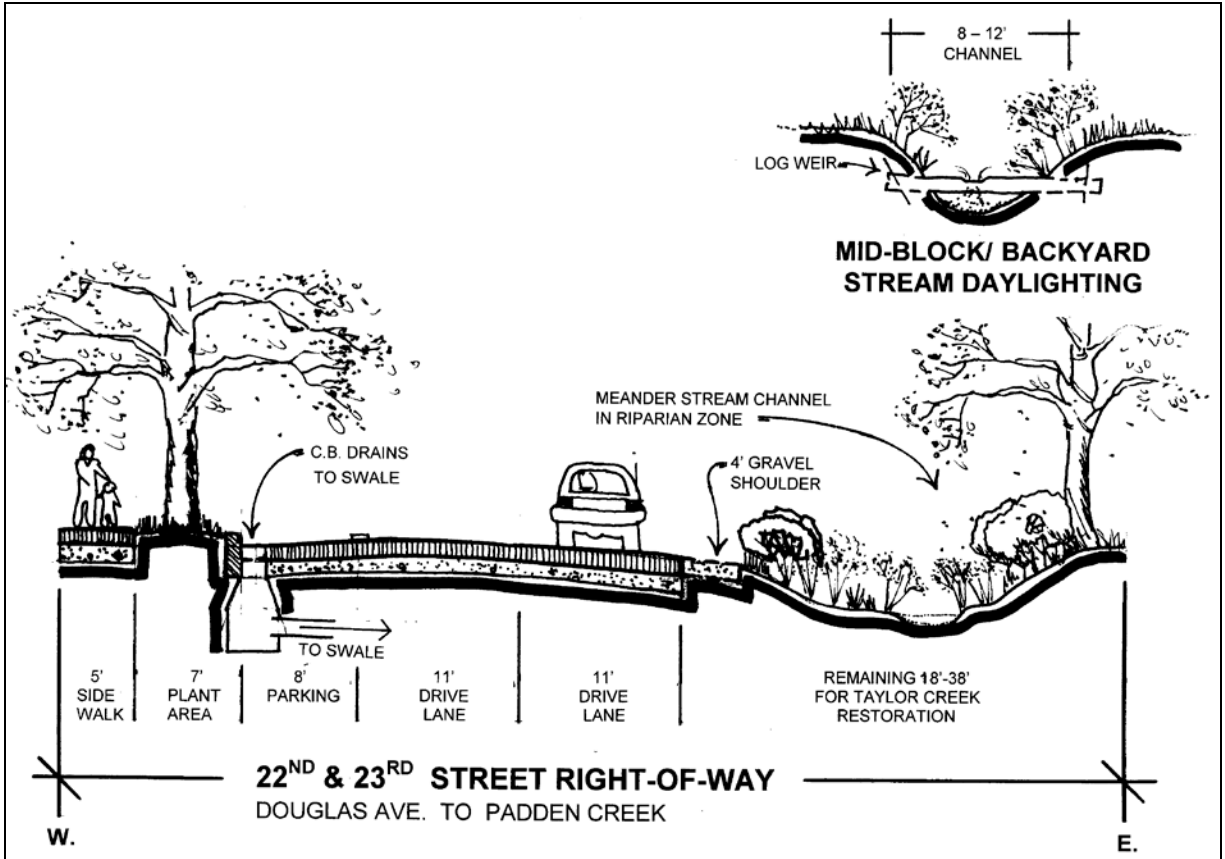 8 – 12'
CHANNEL
LOG WEIR
MID-BLOCK/ BACKYARD
STREAM DAYLIGHTING
MEANDER STREAM CHANNEL
IN RIPARIAN ZONE
C.B. DRAINS
TO SWALE
4' GRAVEL
SHOULDER
TO SWALE
5'
SIDE
WALK
7'
PLANT
AREA
8'
PARKING
11'
DRIVE
LANE
11'
DRIVE
LANE
REMAINING 18'-38'
FOR TAYLOR CREEK
RESTORATION
22ND & 23RD STREET RIGHT-OF-WAY
DOUGLAS AVE. TO PADDEN CREEK
W.
E.